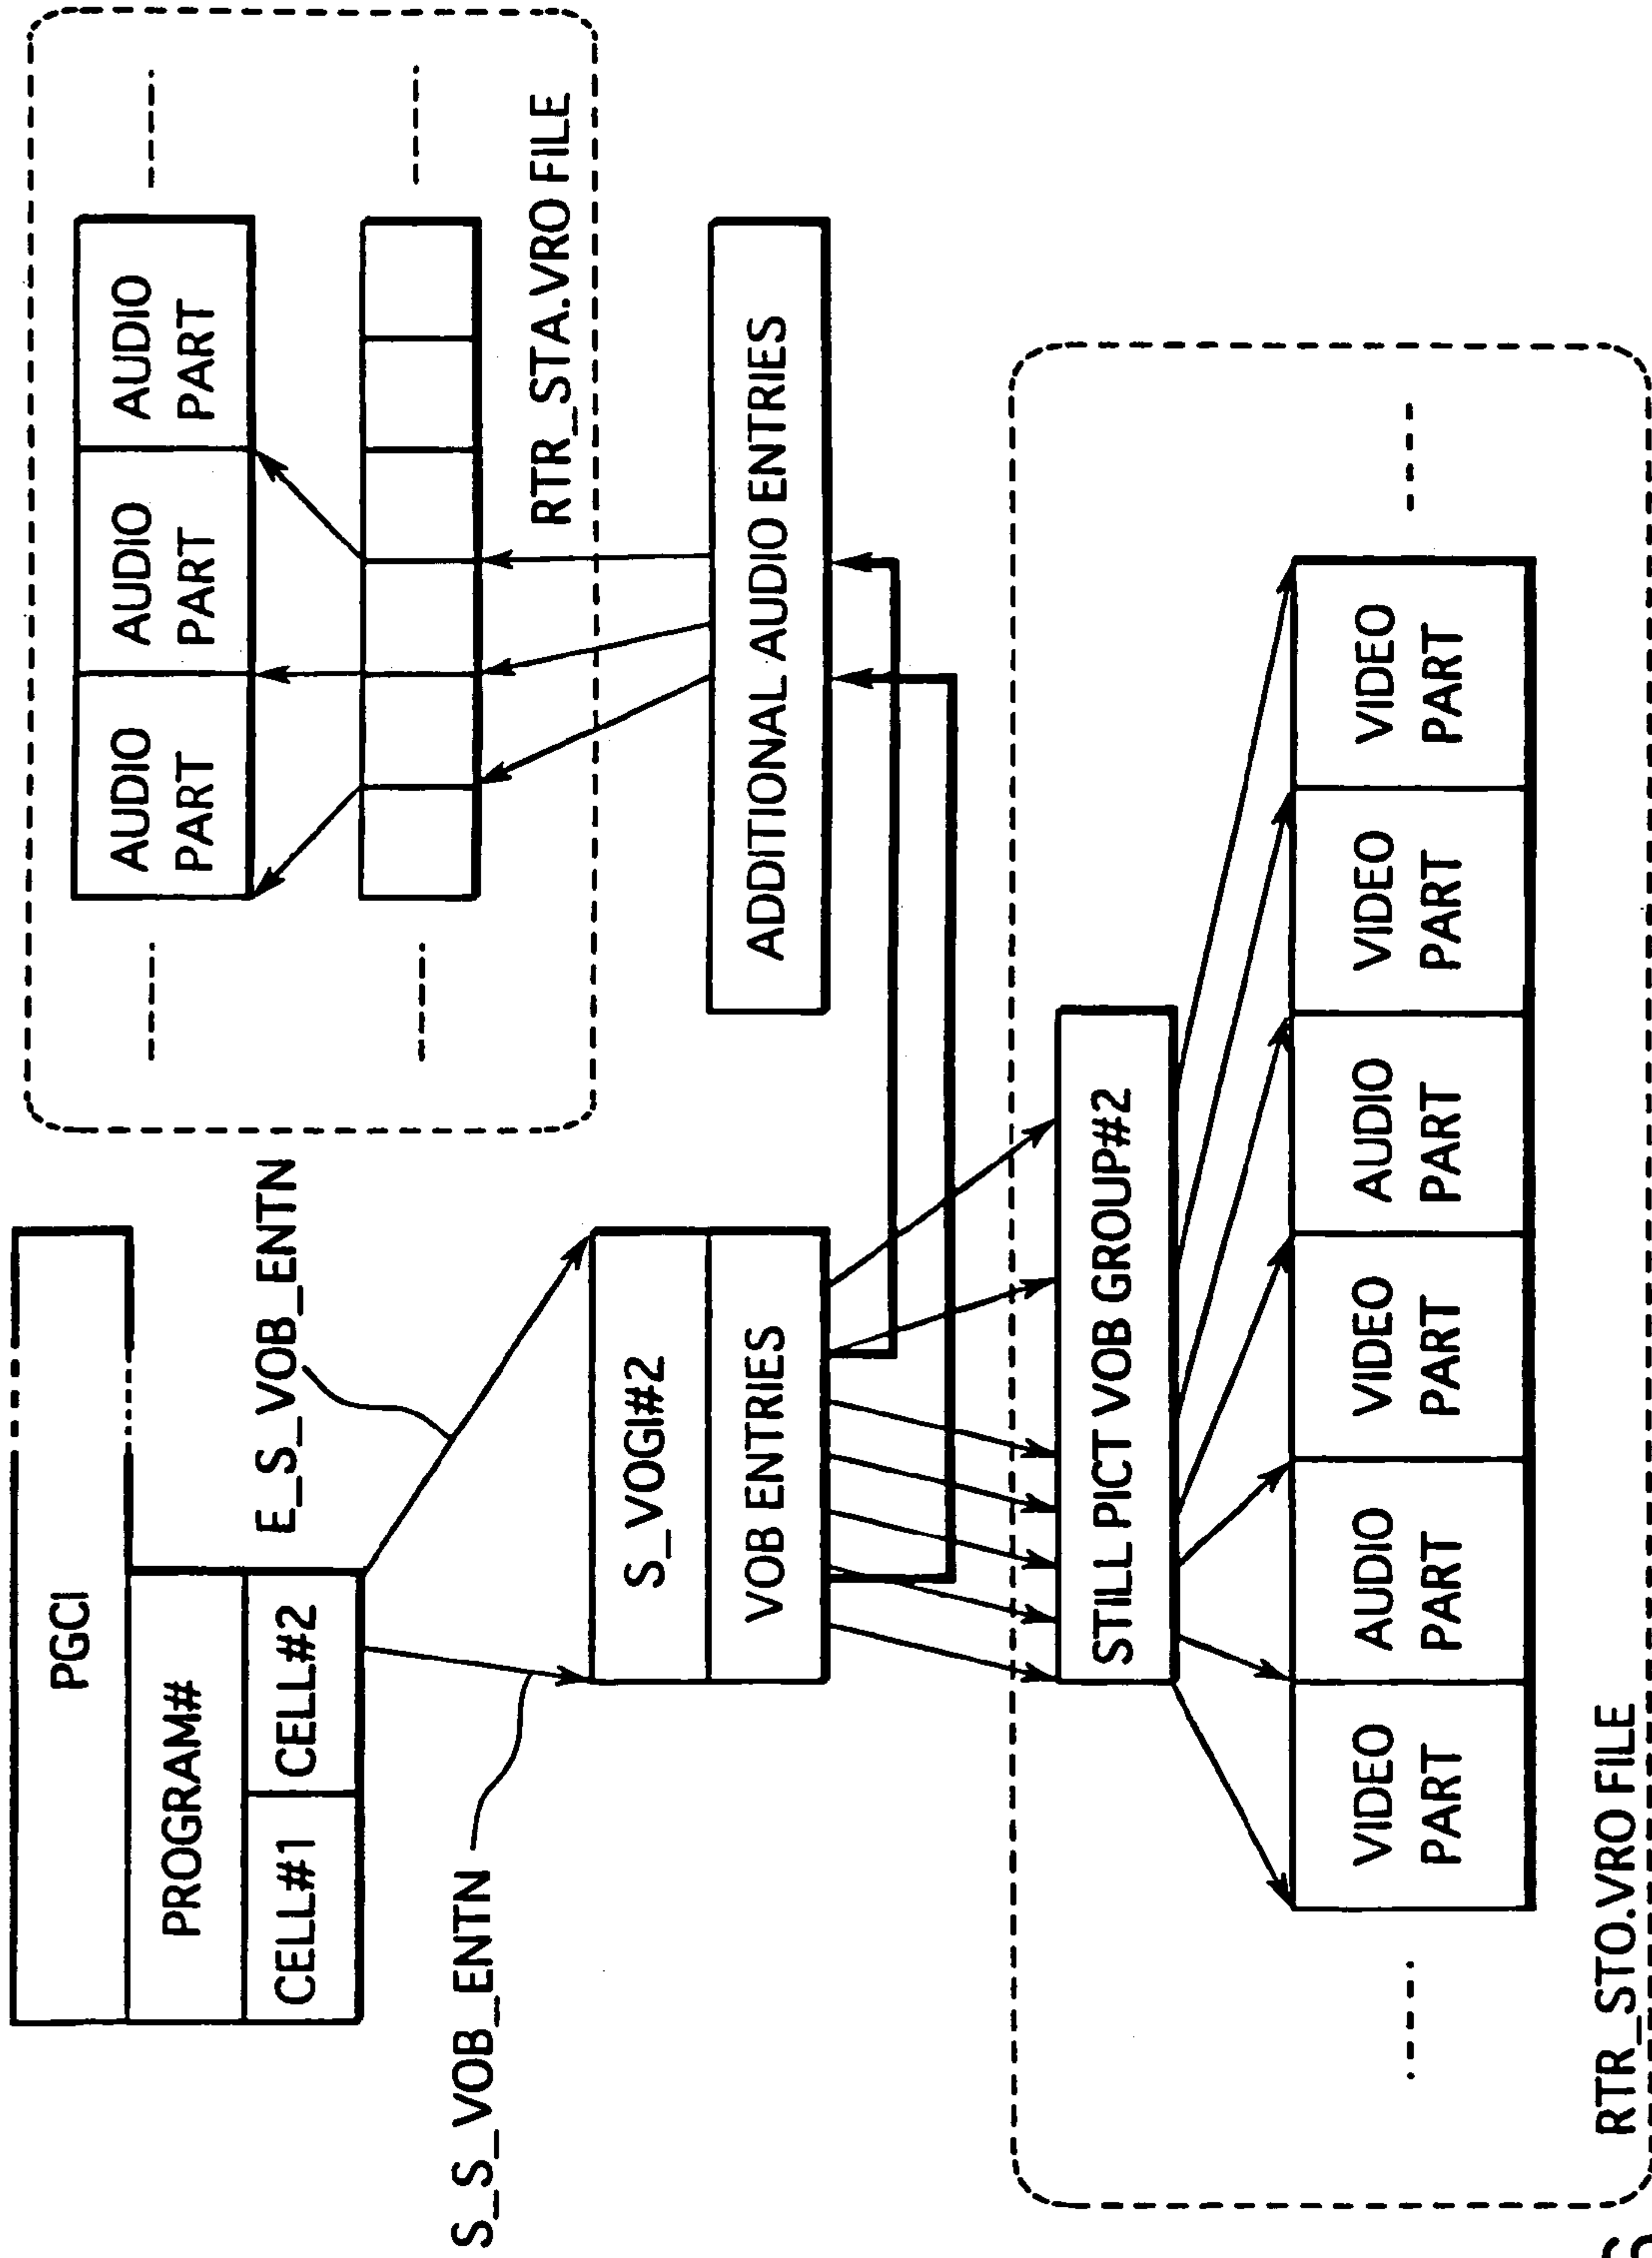 PGCI
PROGRAM#
CELL#1
CELL#2
E_S_VOB_ENTN
S_S_VOB_ENTN
AUDIO
PART
AUDIO
PART
AUDIO
PART
RTR_STA.VRO FILE
S_VOGI#2
VOB ENTRIES
ADDITIONAL AUDIO ENTRIES
STILL PICT VOB GROUP#2
VIDEO
PART
AUDIO
PART
VIDEO
PART
AUDIO
PART
VIDEO
PART
VIDEO
PART
RTR_STO.VRO FILE